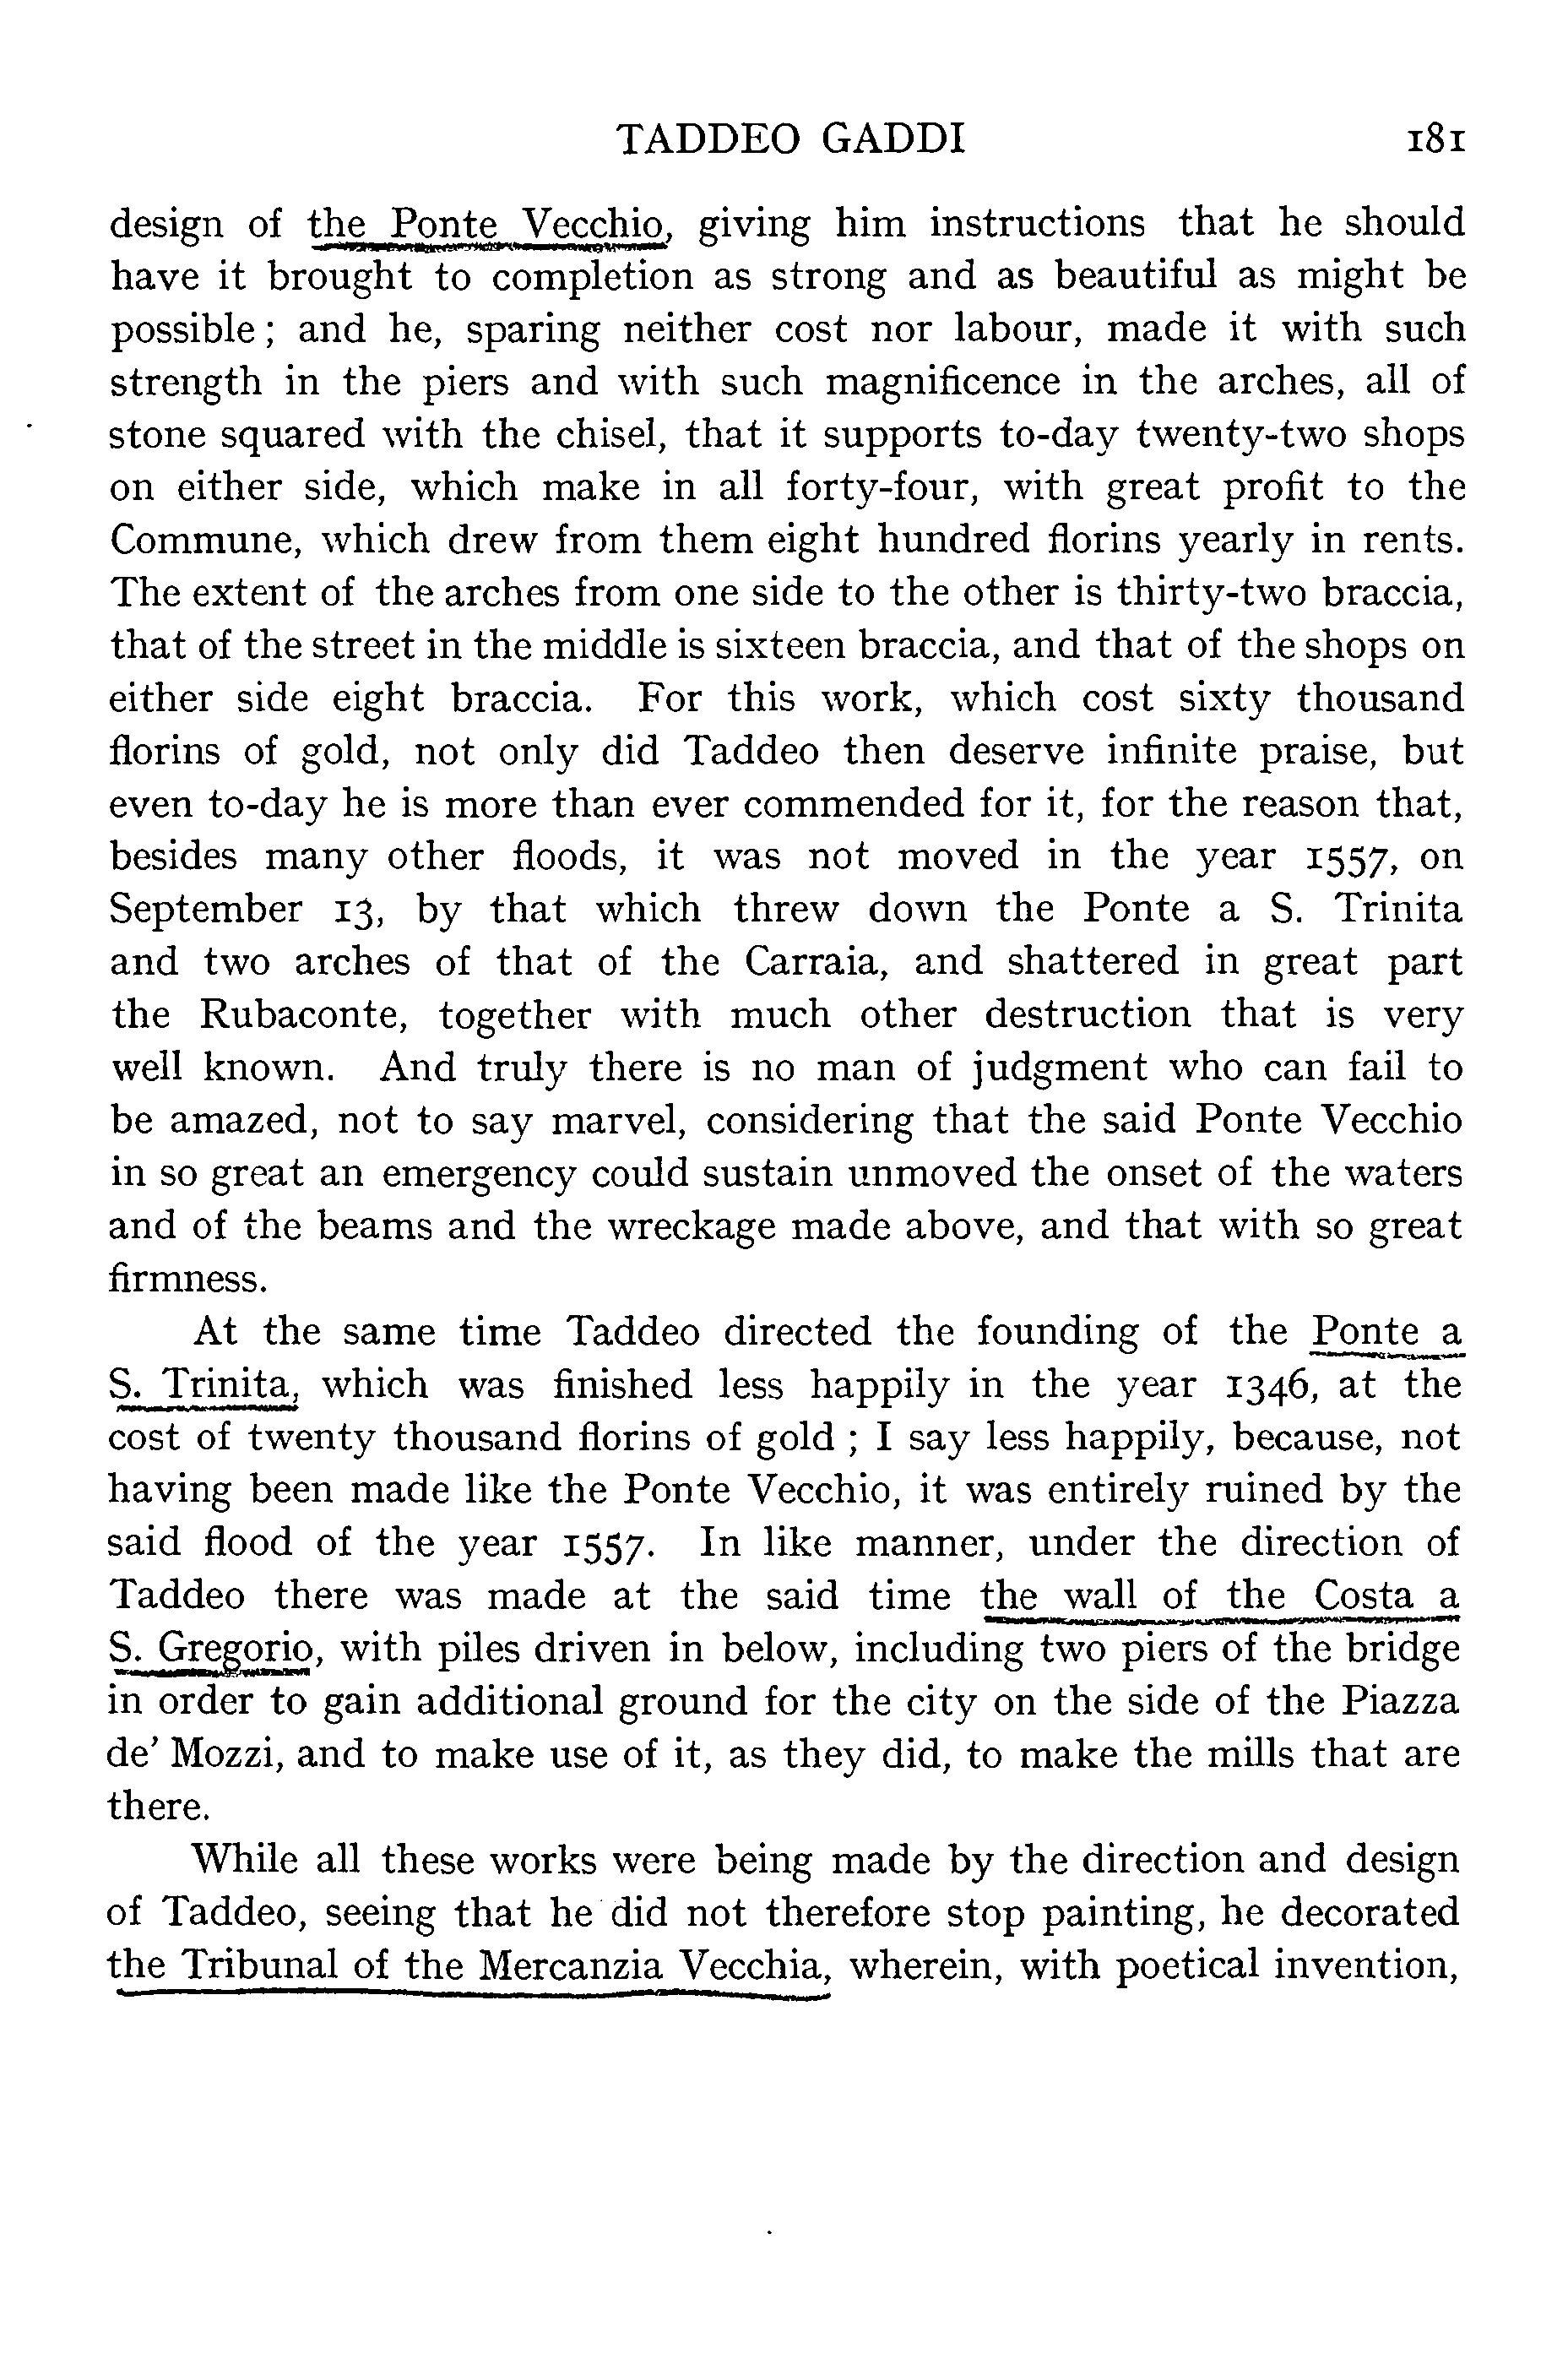 TADDEO GADDI 181
design of the Ponte Vecchio, giving him instructions that he should
have it brought to completion as strong and as beautiful as might be
possible; and he, sparing neither cost nor labour, made it with such
strength in the piers and with such magnificence in the arches, all of
stone squared with the chisel, that it supports to-day twenty-two shops
on either side, which make in all forty-four, with great profit to the
Commune, which drew from them eight hundred florins yearly in rents.
The extent of the arches from one side to the other is thirty-two braccia,
that of the street in the middle is sixteen braccia, and that of the shops on
either side eight braccia. For this work, which cost sixty thousand
florins of gold, not only did Taddeo then deserve infinite praise, but
even to-day he is more than ever commended for it, for the reason that,
besides many other floods, it was not moved in the year 1557, on
September 13, by that which threw down the Ponte a S. Trinita
and two arches of that of the Carraia, and shattered in great part
the Rubaconte, together with much other destruction that is very
well known. And truly there is no man of judgment who can fail to
be amazed, not to say marvel, considering that the said Ponte Vecchio
in so great an emergency could sustain unmoved the onset of the waters
and of the beams and the wreckage made above, and that with so great
firmness.
At the same time Taddeo directed the founding of the Ponte a
S. Trinita, which was finished less happily in the year 1346, at the
cost of twenty thousand florins of gold; I say less happily, because, not
having been made like the Ponte Vecchio, it was entirely ruined by the
said flood of the year 1557. In like manner, under the direction of
Taddeo there was made at the said time the wall of the Costa a
S. Gregorio, with piles driven in below, including two piers of the bridge
in order to gain additional ground for the city on the side of the Piazza
de' Mozzi, and to make use of it, as they did, to make the mills that are
there.
While all these works were being made by the direction and design
of Taddeo, seeing that he did not therefore stop painting, he decorated
the Tribunal of the Mercanzia Vecchia, wherein, with poetical invention,